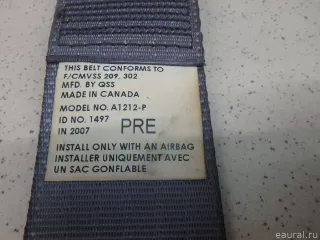 THIS BELT CONFORMS TO
F/CMVSS 209, 302
MFD. BY QSS
MADE IN CANADA
MODEL NO. A1212-P
ID NO. 1497
IN 2007 PRE
INSTALL ONLY WITH AN AIRBAG
INSTALLER UNIQUEMENT AVEC
UN SAC GONFLABLE
eaural.ru